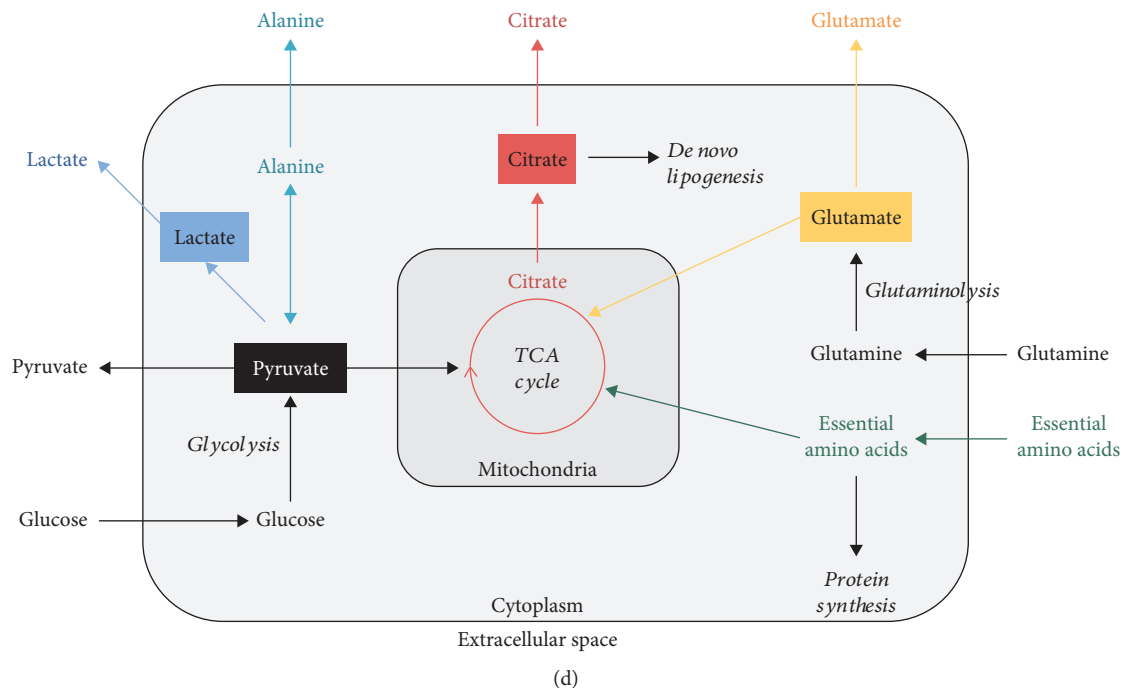 Alanine
Citrate
Glutamate
Lactate
Alanine
Citrate
De novo
lipogenesis
Lactate
Glutamate
Citrate
Glutaminolysis
Pyruvate
Pyruvate
TCA
cycle
Glutamine
Glutamine
Glycolysis
Essential
amino acids
Essential
amino acids
Mitochondria
Glucose
Glucose
Protein
synthesis
Cytoplasm
Extracellular space
(d)